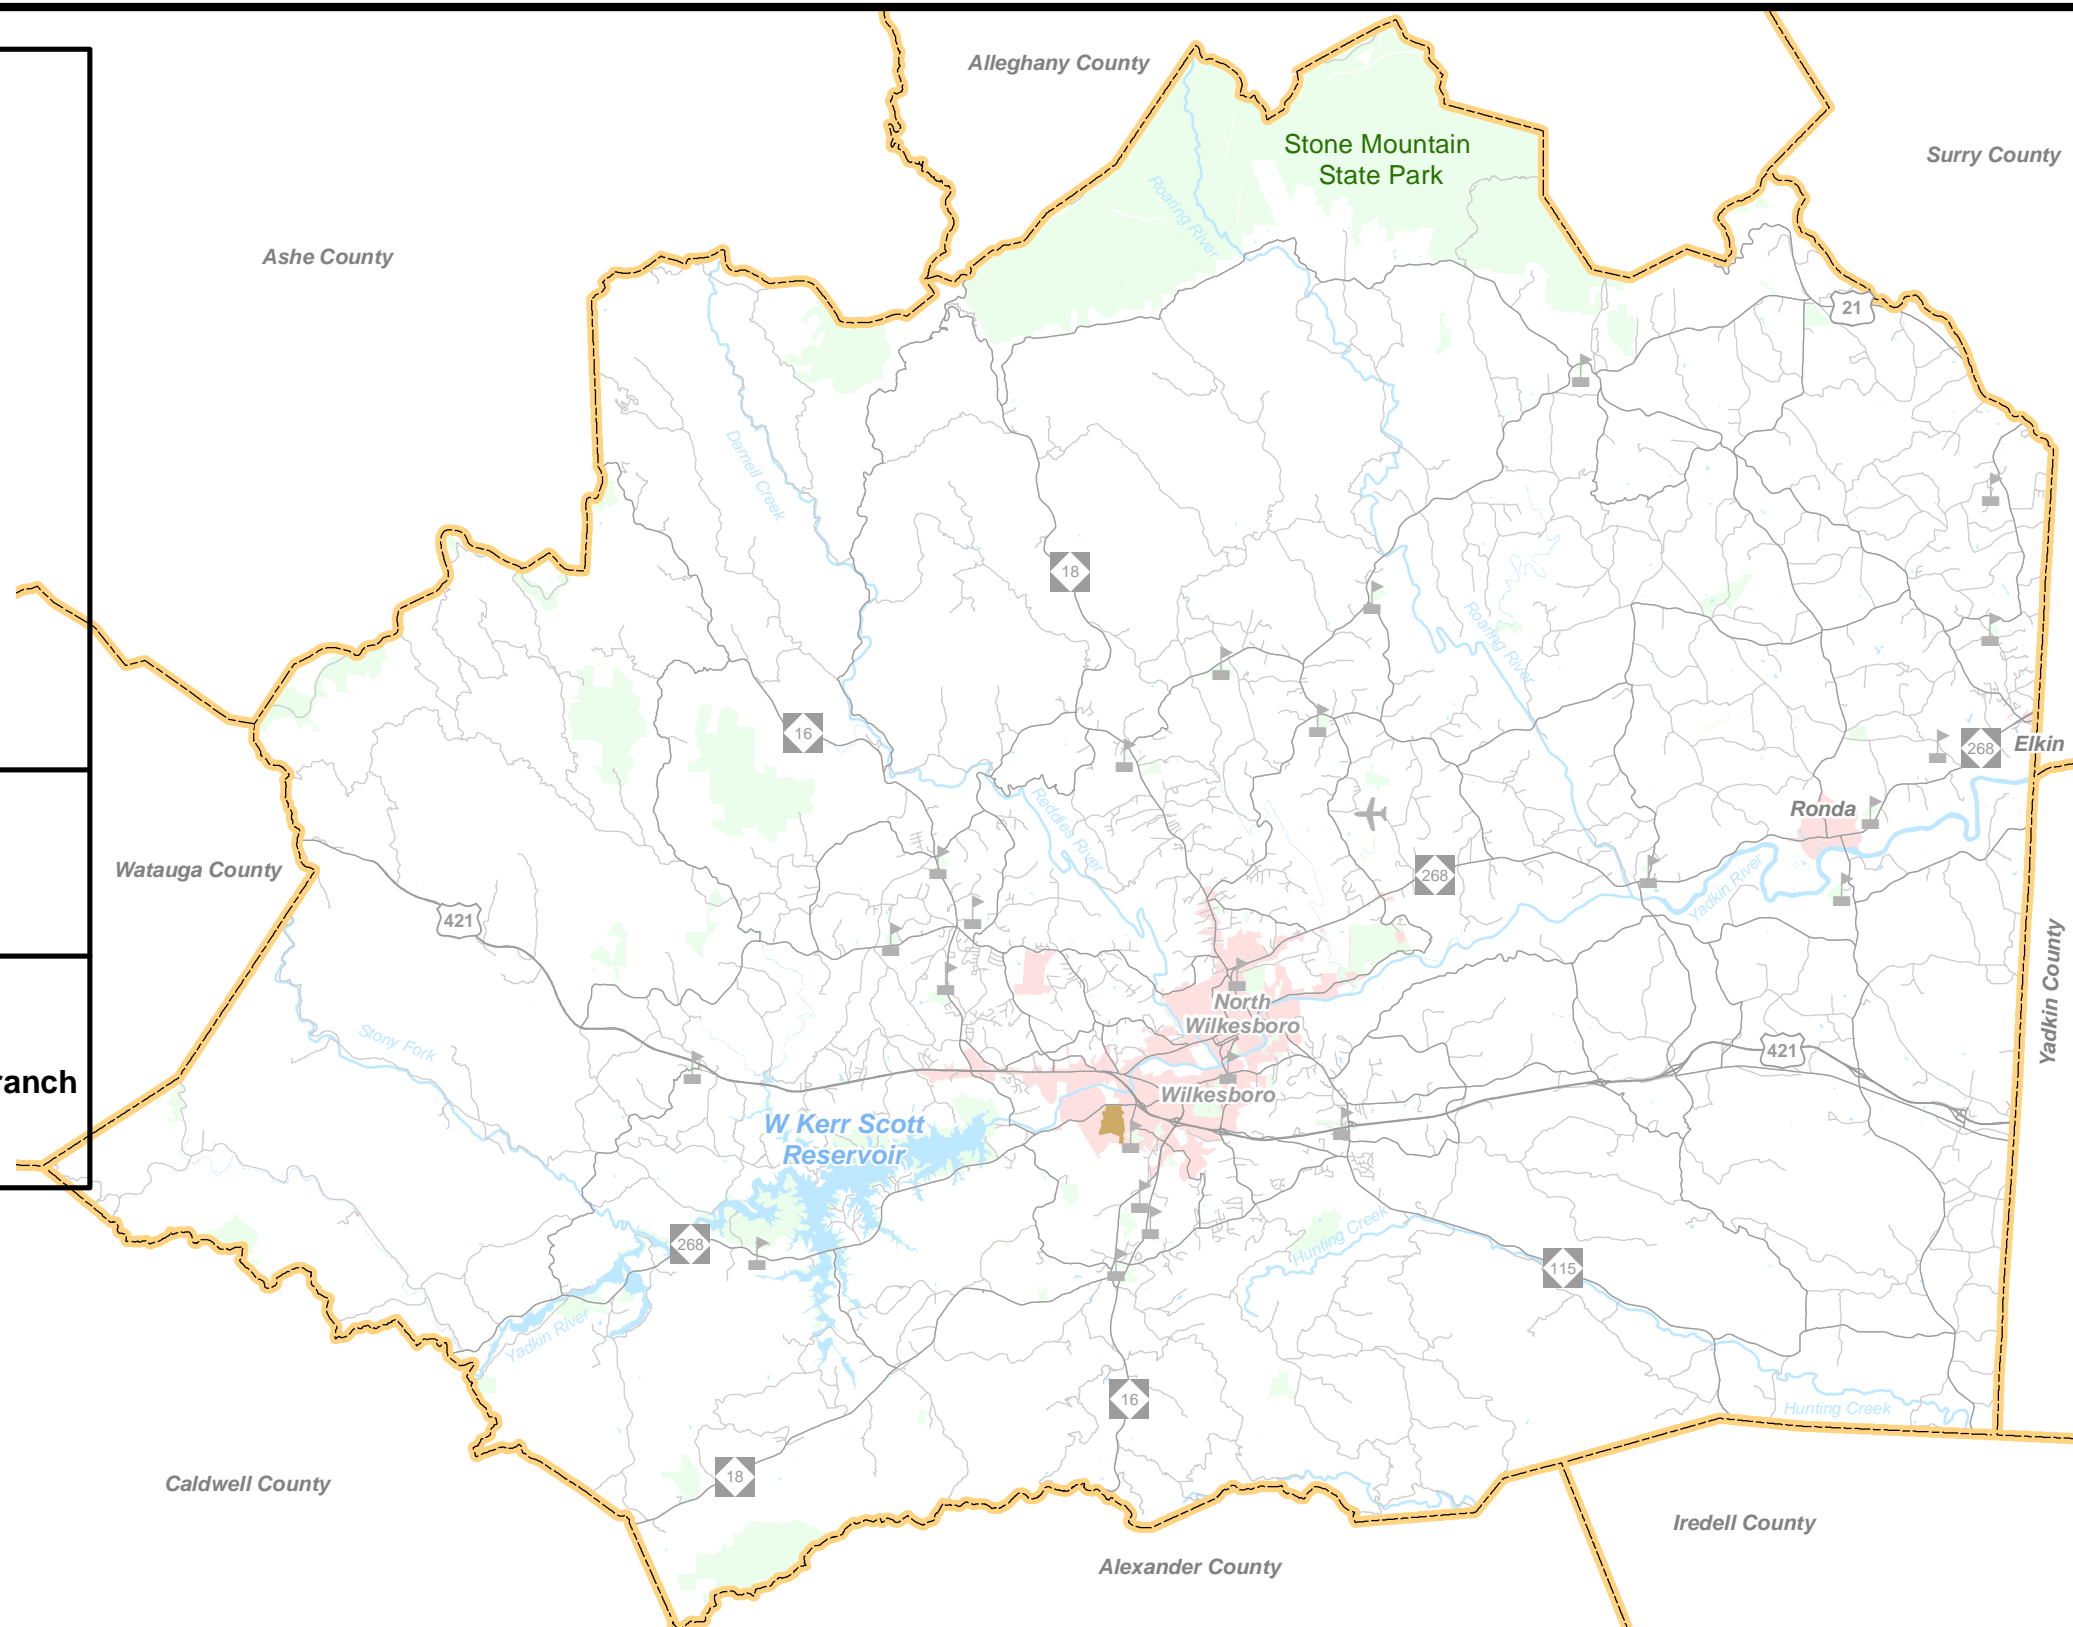 Alleghany County
Stone Mountain
State Park
Surry County
Roaring River
Ashe County
21
Darnell Creek
18
Roaring River
16
268
Elkin
Reddies River
Ronda
Watauga County
268
Yadkin River
421
Yadkin County
North
Wilkesboro
Stony Fork
421
ranch
Wilkesboro
W Kerr Scott
Reservoir
268
Hunting Creek
115
Yadkin River
16
Hunting Creek
18
Caldwell County
Iredell County
Alexander County